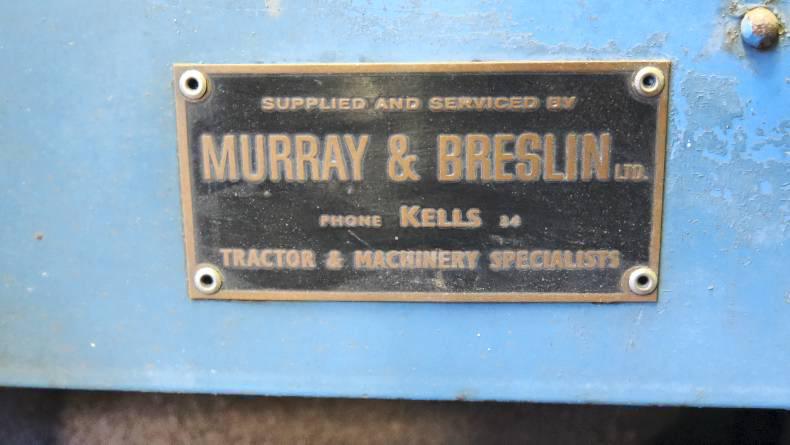 SUPPLIED AND SERVICED BY
MURRAY & BRESLIN LTD.
PHONE KELLS 34
TRACTOR & MACHINERY SPECIALISTS